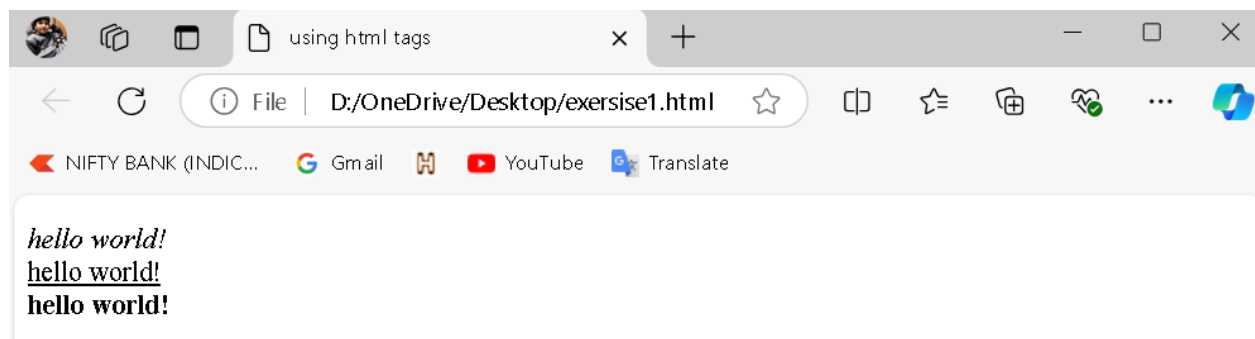 using html tags
File D:/OneDrive/Desktop/exersise1.html
NIFTY BANK (INDIC... Gmail YouTube Translate
hello world!
hello world!
hello world!